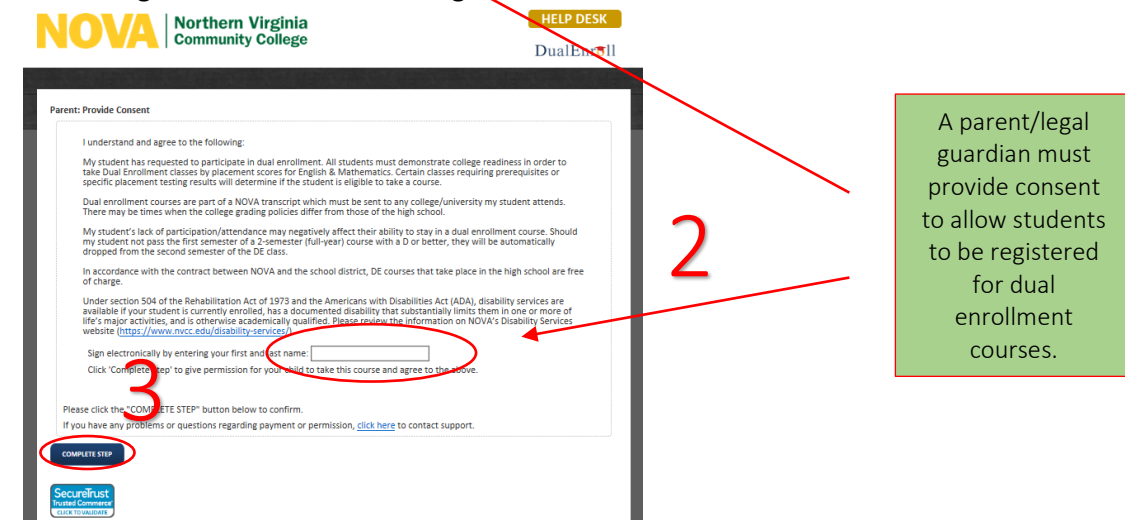 NOVA
Northern Virginia
Community College
HELP DESK
DualEnroll
Parent: Provide Consent
I understand and agree to the following:
My student has requested to participate in dual enrollment. All students must demonstrate college readiness in order to
take Dual Enrollment classes by placement scores for English & Mathematics. Certain classes requiring prerequisites or
specific placement testing results will determine if the student is eligible to take a course.
Dual enrollment courses are part of a NOVA transcript which must be sent to any college/university my student attends.
There may be times when the college grading policies differ from those of the high school.
My student's lack of participation/attendance may negatively affect their ability to stay in a dual enrollment course. Should
my student not pass the first semester of a 2-semester (full-year) course with a D or better, they will be automatically
dropped from the second semester of the DE class.
In accordance with the contract between NOVA and the school district, DE courses that take place in the high school are free
of charge.
Under section 504 of the Rehabilitation Act of 1973 and the Americans with Disabilities Act (ADA), disability services are
available if your student is currently enrolled, has a documented disability that substantially limits them in one or more of
life's major activities, and is otherwise academically qualified. Please review the information on NOVA's Disability Services
website (https://www.nvcc.edu/disability-services/)
Sign electronically by entering your first and last name:
Click 'Complete Step' to give permission for your child to take this course and agree to the above.
Please click the "COMPLETE STEP" button below to confirm.
If you have any problems or questions regarding payment or permission, click here to contact support.
COMPLETE STEP
SecureTrust
Trusted Commerce
CLICK TO VALIDATE
2
3
A parent/legal
guardian must
provide consent
to allow students
to be registered
for dual
enrollment
courses.